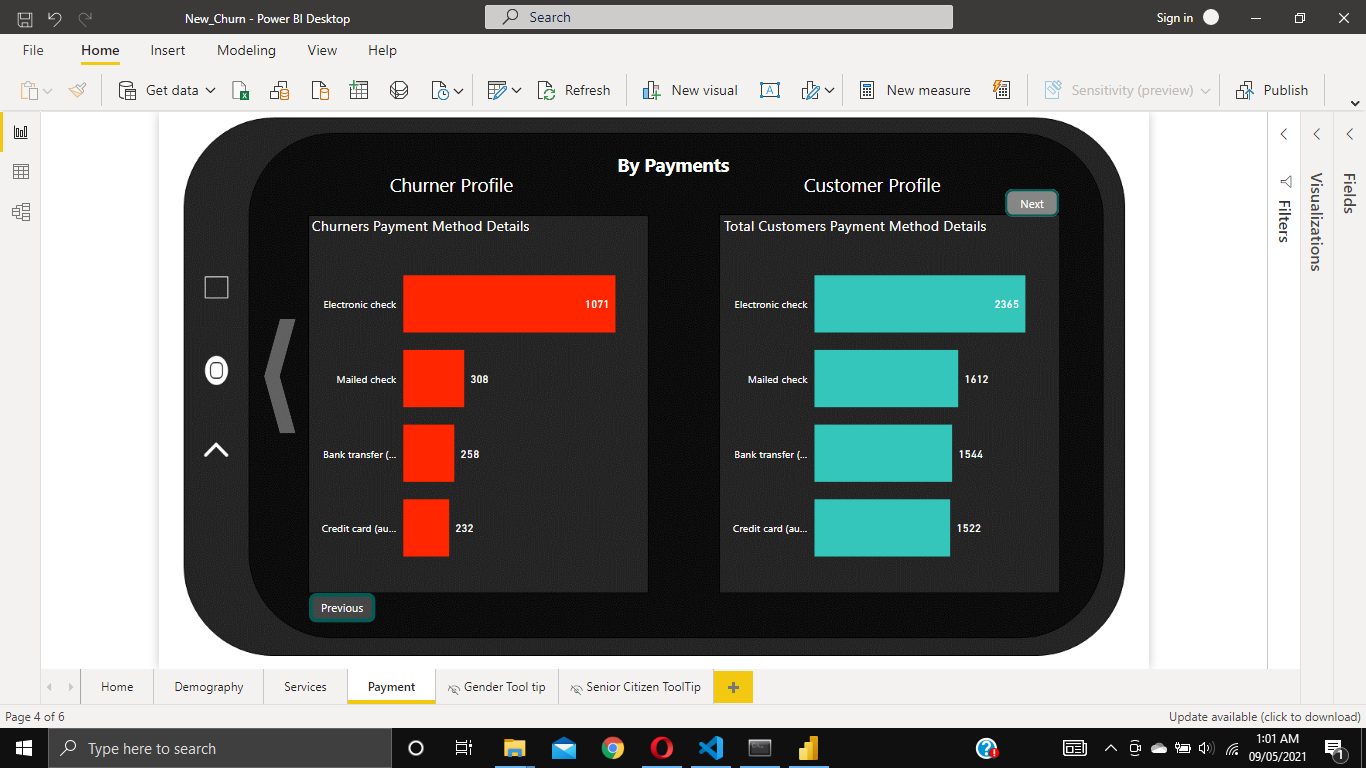 New_Churn - Power BI Desktop
Search
Sign in
File
Home
Insert
Modeling
View
Help
Get data
Refresh
New visual
New measure
Sensitivity (preview)
Publish
By Payments
Churner Profile
Customer Profile
Next
Churners Payment Method Details
Electronic check
1071
Mailed check
308
Bank transfer (...
258
Credit card (au...
232
Total Customers Payment Method Details
Electronic check
2365
Mailed check
1612
Bank transfer (...
1544
Credit card (au...
1522
Previous
Filters
Visualizations
Fields
Home
Demography
Services
Payment
Gender Tool tip
Senior Citizen ToolTip
Page 4 of 6
Update available (click to download)
Type here to search
1:01 AM
09/05/2021
1